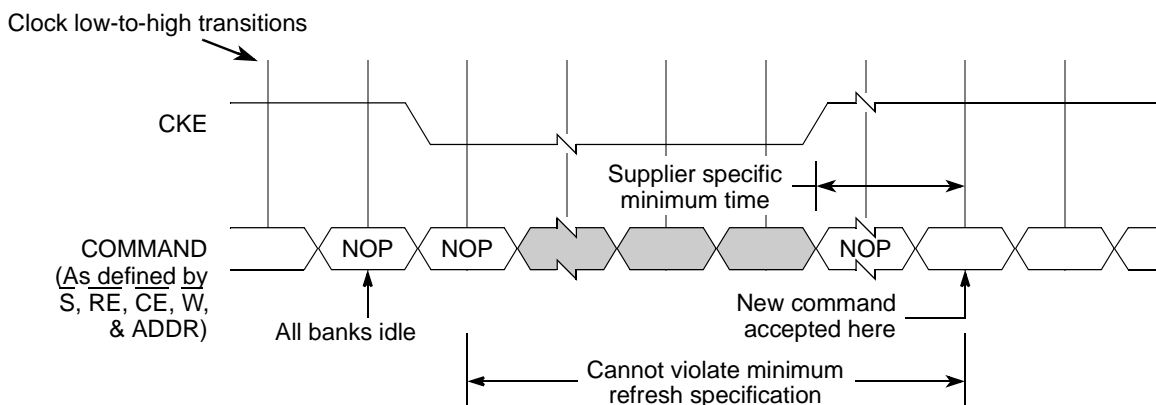 Clock low-to-high transitions
CKE
Supplier specific
minimum time
COMMAND
(As defined by
S, RE, CE, W,
& ADDR)
NOP
NOP
NOP
All banks idle
New command
accepted here
Cannot violate minimum
refresh specification